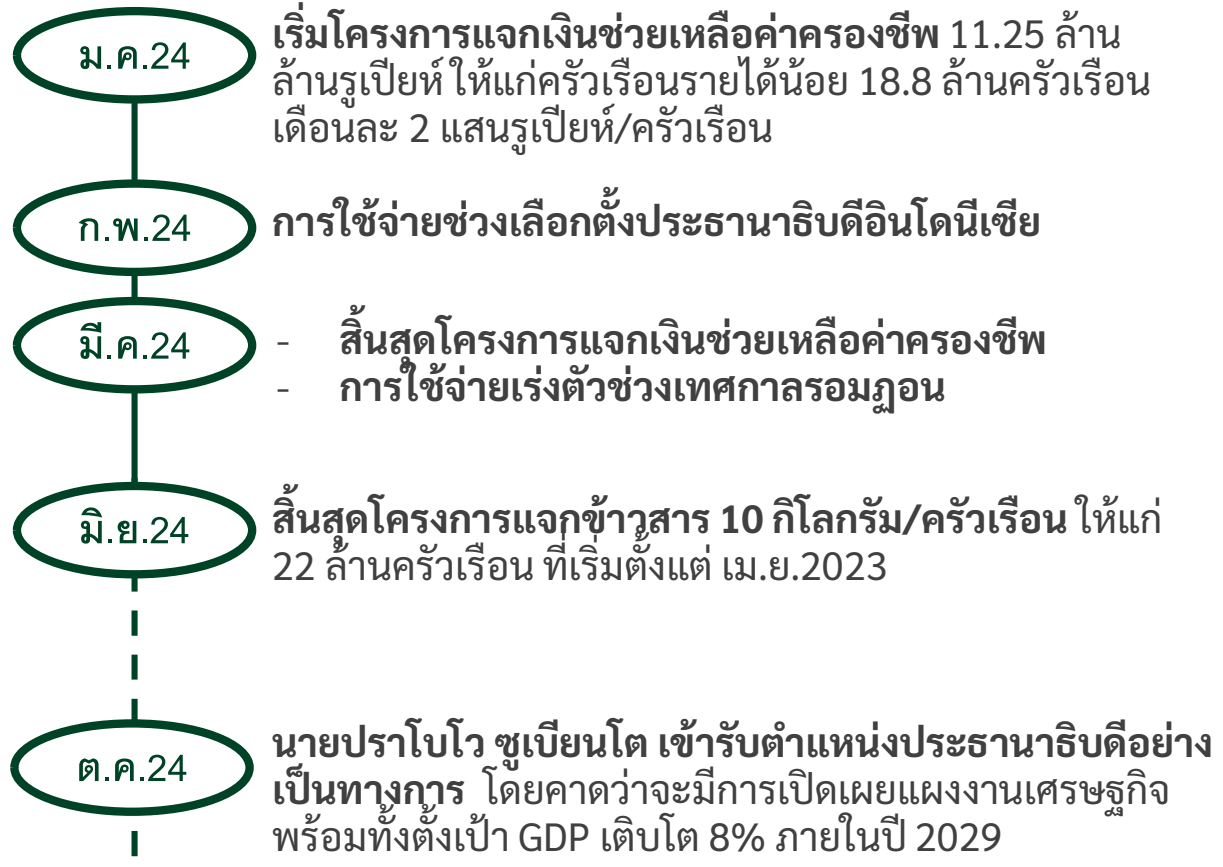 ม.ค.24
เริ่มโครงการแจกเงินช่วยเหลือค่าครองชีพ 11.25 ล้าน
ล้านรูเปียห์ ให้แก่ครัวเรือนรายได้น้อย 18.8 ล้านครัวเรือน
เดือนละ 2 แสนรูเปียห์/ครัวเรือน
ก.พ.24
การใช้จ่ายช่วงเลือกตั้งประธานาธิบดีอินโดนีเซีย
มี.ค.24
- สิ้นสุดโครงการแจกเงินช่วยเหลือค่าครองชีพ
- การใช้จ่ายเร่งตัวช่วงเทศกาลรอมฎอน
มิ.ย.24
สิ้นสุดโครงการแจกข้าวสาร 10 กิโลกรัม/ครัวเรือน ให้แก่
22 ล้านครัวเรือน ที่เริ่มตั้งแต่ เม.ย.2023
ต.ค.24
นายปราโบโว ซูเบียนโต เข้ารับตำแหน่งประธานาธิบดีอย่าง
เป็นทางการ โดยคาดว่าจะมีการเปิดเผยแผนงานเศรษฐกิจ
พร้อมทั้งตั้งเป้า GDP เติบโต 8% ภายในปี 2029